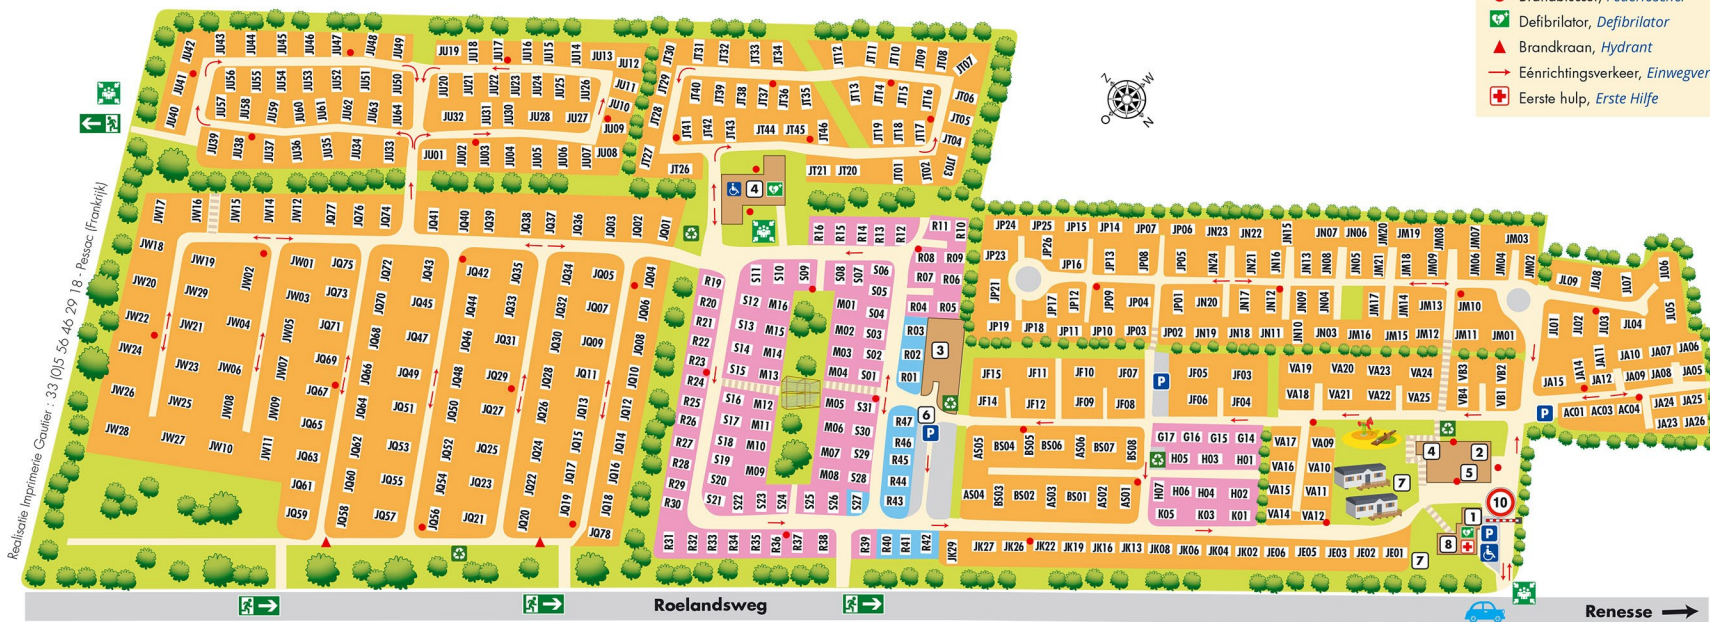 Brandblusser, Feuerlöscher
Defibrilator, Defibrilator
Brandkraan, Hydrant
Eénrichtingsverkeer, Einwegver
Eerste hulp, Erste Hilfe
Z W
O N
Realisatie Imprimerie Gautier : 33 (0)5 56 46 29 18 - Pessac (Frankrijk)
JU42 JU43 JU44 JU45 JU46 JU47 JU48 JU49
JU19 JU18 JU17 JU16 JU15 JU14 JU13 JU12
JT30 JT31 JT32 JT33 JT34 JT12 JT11 JT10 JT09 JT08 JT07
JU41 JU56 JU55 JU54 JU53 JU52 JU51 JU50
JU20 JU21 JU22 JU23 JU24 JU25 JU26 JU11
JT29 JT40 JT39 JT38 JT37 JT36 JT35 JT13 JT14 JT15 JT16 JT06
JU40 JU57 JU58 JU59 JU60 JU61 JU62 JU63 JU64
JU32 JU31 JU30 JU28 JU27 JU10 JU09
JT28 JT41 JT42 JT43 JT44 JT45 JT46 JT19 JT18 JT17 JT05 JT04
JU39 JU38 JU37 JU36 JU35 JU34 JU33
JU01 JU02 JU03 JU04 JU05 JU06 JU07 JU08
JT27 JT26 JT21 JT20 JT01 JT02 JT03
4
JW17 JW16 JW15 JW14 JW12 JQ77 JQ76 JQ74
JQ41 JQ40 JQ39 JQ38 JQ37 JQ36 JQ03 JQ02 JQ01
R16 R15 R14 R13 R12 R11 R10
JW18 JW19 JW02 JW01 JQ75 JQ72 JQ43 JQ42 JQ35 JQ34 JQ05 JQ04
JW20 JW29 JW03 JQ73 JQ70 JQ45 JQ44 JQ33 JQ32 JQ07 JQ06
JW22 JW21 JW04 JW05 JQ71 JQ68 JQ47 JQ46 JQ31 JQ30 JQ09 JQ08
JW24 JW23 JW06 JW07 JQ69 JQ67 JQ66 JQ49 JQ48 JQ29 JQ28 JQ11 JQ10
JW26 JW25 JW08 JW09 JQ65 JQ64 JQ51 JQ50 JQ27 JQ26 JQ13 JQ12
JW28 JW27 JW10 JW11 JQ63 JQ62 JQ53 JQ52 JQ25 JQ24 JQ15 JQ14
JQ61 JQ60 JQ55 JQ54 JQ23 JQ22 JQ17 JQ16
JQ59 JQ58 JQ57 JQ56 JQ21 JQ20 JQ19 JQ18 JQ78
R19 S11 S10 S09 S08 S07 S06 R08 R09
R20 S12 M16 M01 S05 R07 R06
R21 S13 M15 M02 S04 R04 R05
R22 S14 M14 M03 S03 R03
R23 S15 M13 M04 S02 R02 3
R24 S01 R01
R25 S16 M12 M05 S31 6
R26 S17 M11 M06 S30 R47 P
R27 S18 M10 M07 S29 R46
R28 S19 M09 M08 S28 R45
R29 S20 R44
R30 S21 S22 S23 S24 S25 S26 S27 R43
R31 R32 R33 R34 R35 R36 R37 R38 R39 R40 R41 R42
JP24 JP25 JP15 JP14 JP07 JP06 JN23 JN22 JN15 JN07 JN06 JM20 JM19 JM08 JM07 JM03
JP23 JP26 JP16 JP13 JP08 JP05 JN24 JN21 JN16 JN13 JN08 JN05 JM21 JM18 JM09 JM06 JM04 JM02
JP21 JP17 JP12 JP09 JP04 JP01 JN20 JN17 JN12 JN09 JN04 JM17 JM14 JM13 JM10
JP19 JP18 JP11 JP10 JP03 JP02 JN19 JN18 JN11 JN10 JN03 JM16 JM15 JM12 JM11 JM01
JL09 JL08 JL07 JL06
JL01 JL02 JL03 JL04 JL05
JF15 JF11 JF10 JF07 P JF05 JF03 VA19 VA20 VA23 VA24 VB3 VB2
JF14 JF12 JF09 JF08 JF06 JF04 VA18 VA21 VA22 VA25 VB4 VB1
JA14 JA11 JA10 JA07 JA06
JA15 JA12 JA09 JA08 JA05
P AC01 AC03 AC04 JA24 JA25
JA23 JA26
AS05 BS04 BS05 BS06 AS06 BS07 BS08 G17 G16 G15 G14 VA17 VA09
H05 H03 H01 VA16 VA10
AS04 BS03 BS02 AS03 BS01 AS02 AS01 H07 H06 H04 H02 VA15 VA11
K05 K03 K01 VA14 VA12
4 2
5
7
10
1 P
8
7
JK29 JK27 JK26 JK22 JK19 JK16 JK13 JK08 JK06 JK04 JK02 JE06 JE05 JE03 JE02 JE01
Roelandsweg
Renesse